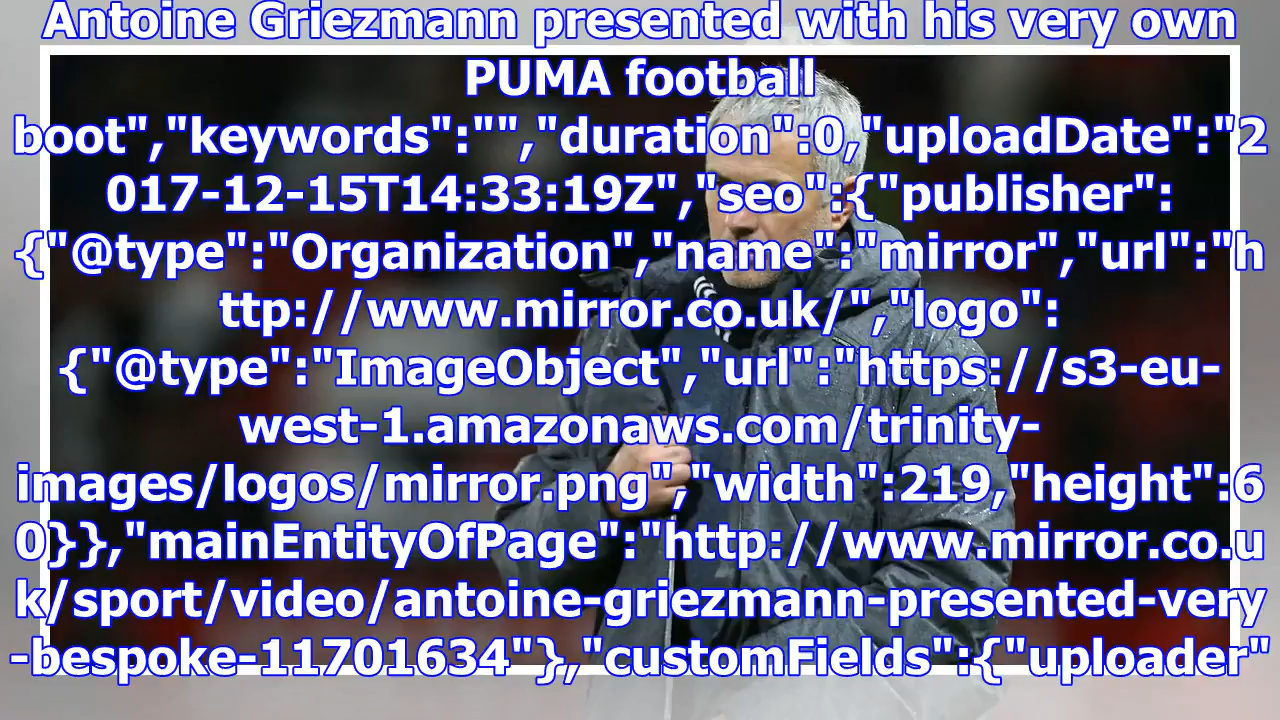 Antoine Griezmann presented with his very own
PUMA football
boot","keywords":"","duration":0,"uploadDate":"2
017-12-15T14:33:19Z","seo":{"publisher":
{"@type":"Organization","name":"mirror","url":"h
ttp://www.mirror.co.uk/","logo":
{"@type":"ImageObject","url":"https://s3-eu-
west-1.amazonaws.com/trinity-
images/logos/mirror.png","width":219,"height":6
0}},"mainEntityOfPage":"http://www.mirror.co.u
k/sport/video/antoine-griezmann-presented-very
-bespoke-11701634"},"customFields":{"uploader"